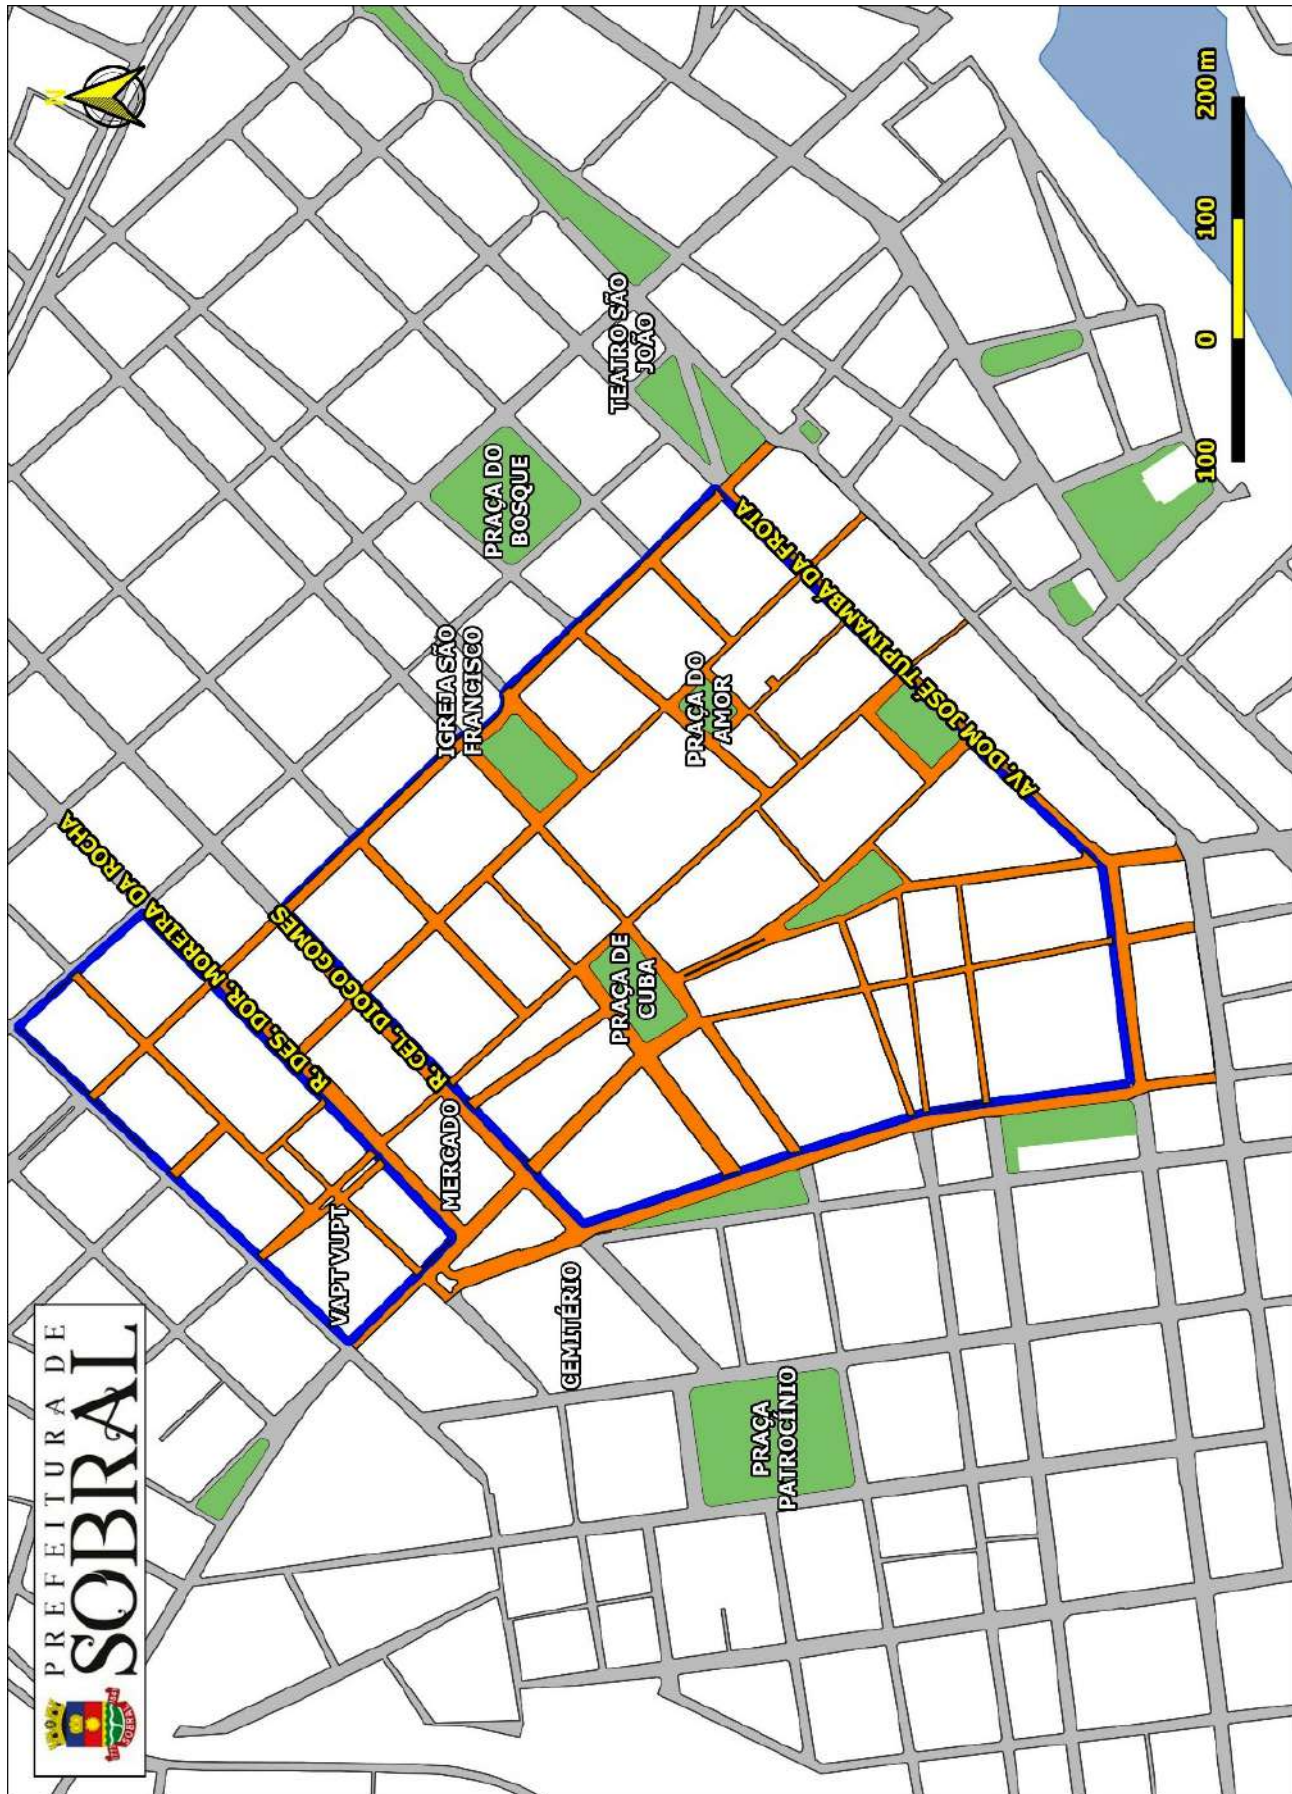 PREFEITURA DE
SOBRAL
SOBRAL
N
R. DES. DOR. MOREIRA DA ROCHA
R. CEL. DIOGO GOMES
AV. DOM JOSÉ TUPINAMBÁ DA FROTA
VAPT VUPT
MERCADO
CEMITÉRIO
IGREJA SÃO
FRANCISCO
PRAÇA DO
BOSQUE
TEATRO SÃO
JOÃO
PRAÇA DE
CUBA
PRAÇA DO
AMOR
PRAÇA
PATROCÍNIO
100 0 100 200 m